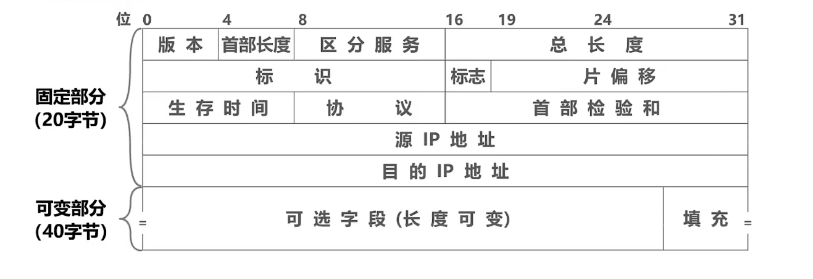 位 0 4 8 16 19 24 31
版本 首部长度 区分服务 总长度
标识 标志 片偏移
固定部分
(20字节)
生存时间 协议 首部检验和
源 IP 地址
目的 IP 地址
可变部分
(40字节)
可选字段 (长度可变) 填充